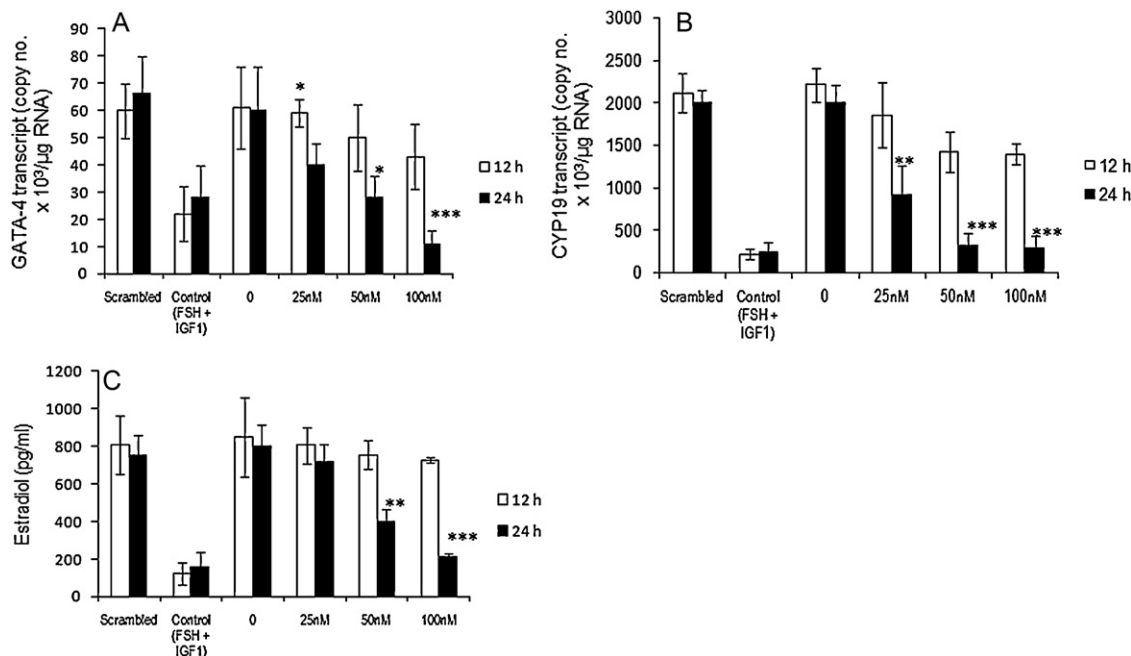 A
GATA-4 transcript (copy no.
x 10³/µg RNA)
90
80
70
60
50
40
30
20
10
0
*
*
***
12 h
24 h
Scrambled
Control
(FSH +
IGF1)
0
25nM
50nM
100nM
B
CYP19 transcript (copy no.
x 10³/µg RNA)
3000
2500
2000
1500
1000
500
0
**
***
***
12 h
24 h
Scrambled
Control
(FSH +
IGF1)
0
25nM
50nM
100nM
C
Estradiol (pg/ml)
1200
1000
800
600
400
200
0
**
***
12 h
24 h
Scrambled
Control
(FSH +
IGF1)
0
25nM
50nM
100nM